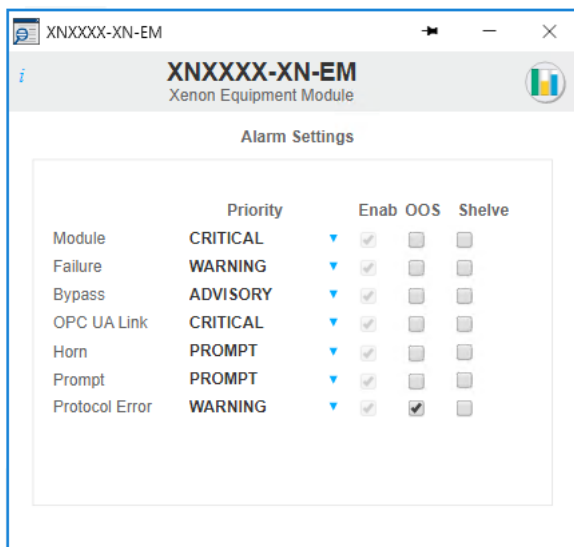 XNXXXX-XN-EM
i XNXXXX-XN-EM
Xenon Equipment Module
Alarm Settings
Priority Enab OOS Shelve
Module CRITICAL
Failure WARNING
Bypass ADVISORY
OPC UA Link CRITICAL
Horn PROMPT
Prompt PROMPT
Protocol Error WARNING